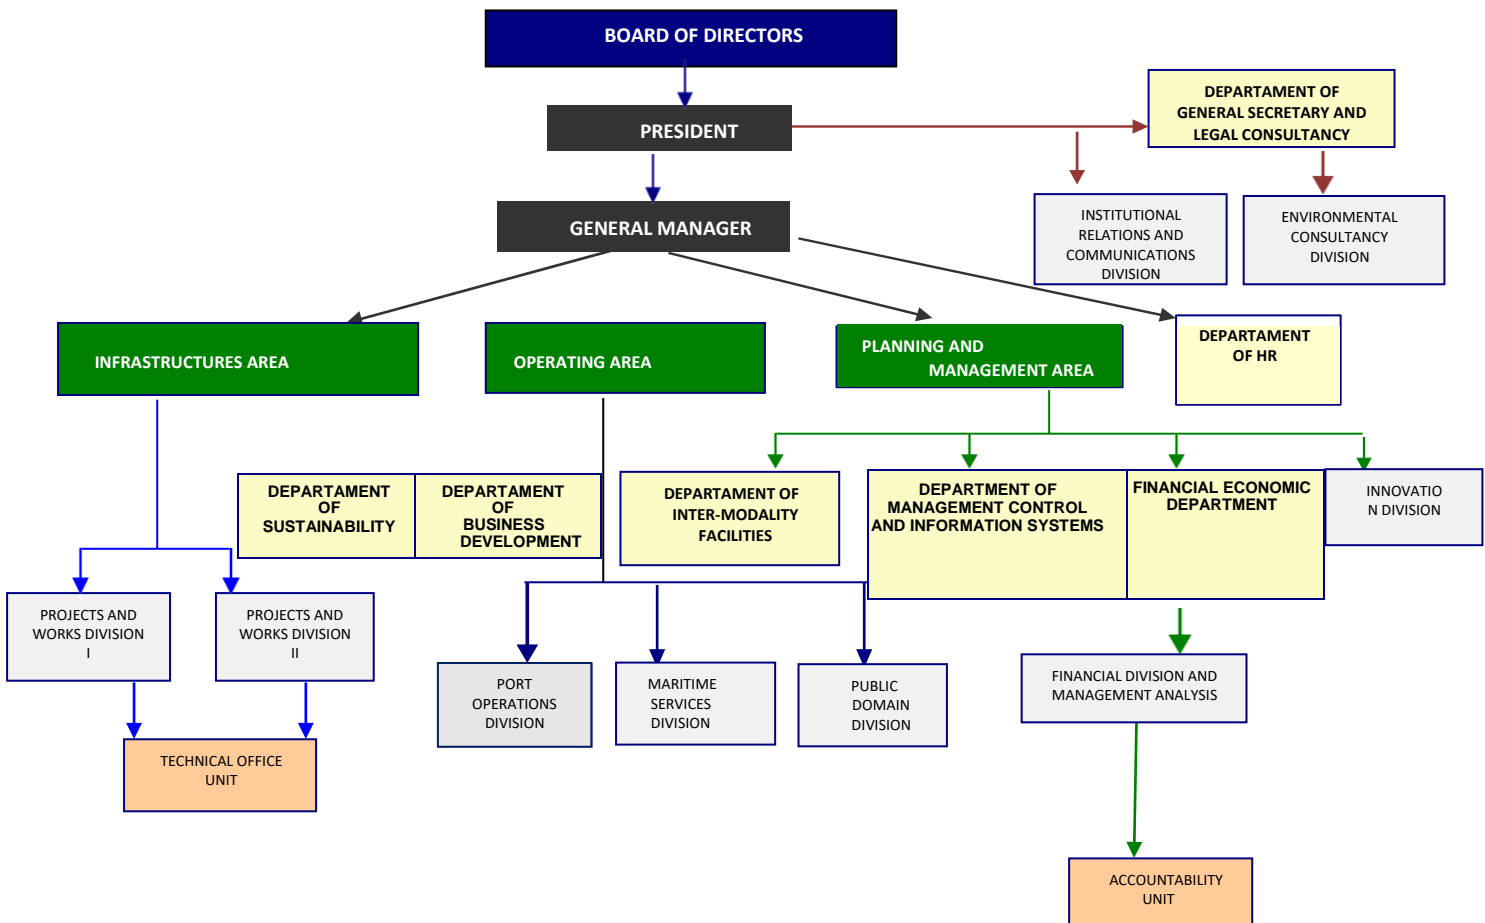 BOARD OF DIRECTORS
DEPARTAMENT OF
GENERAL SECRETARY AND
LEGAL CONSULTANCY
PRESIDENT
INSTITUTIONAL
RELATIONS AND
COMMUNICATIONS
DIVISION
ENVIRONMENTAL
CONSULTANCY
DIVISION
GENERAL MANAGER
INFRASTRUCTURES AREA
OPERATING AREA
PLANNING AND
MANAGEMENT AREA
DEPARTAMENT
OF HR
DEPARTAMENT
OF
SUSTAINABILITY
DEPARTAMENT
OF
BUSINESS
DEVELOPMENT
DEPARTAMENT OF
INTER-MODALITY
FACILITIES
DEPARTMENT OF
MANAGEMENT CONTROL
AND INFORMATION SYSTEMS
FINANCIAL ECONOMIC
DEPARTMENT
INNOVATIO
N DIVISION
PROJECTS AND
WORKS DIVISION
I
PROJECTS AND
WORKS DIVISION
II
PORT
OPERATIONS
DIVISION
MARITIME
SERVICES
DIVISION
PUBLIC
DOMAIN
DIVISION
FINANCIAL DIVISION AND
MANAGEMENT ANALYSIS
TECHNICAL OFFICE
UNIT
ACCOUNTABILITY
UNIT